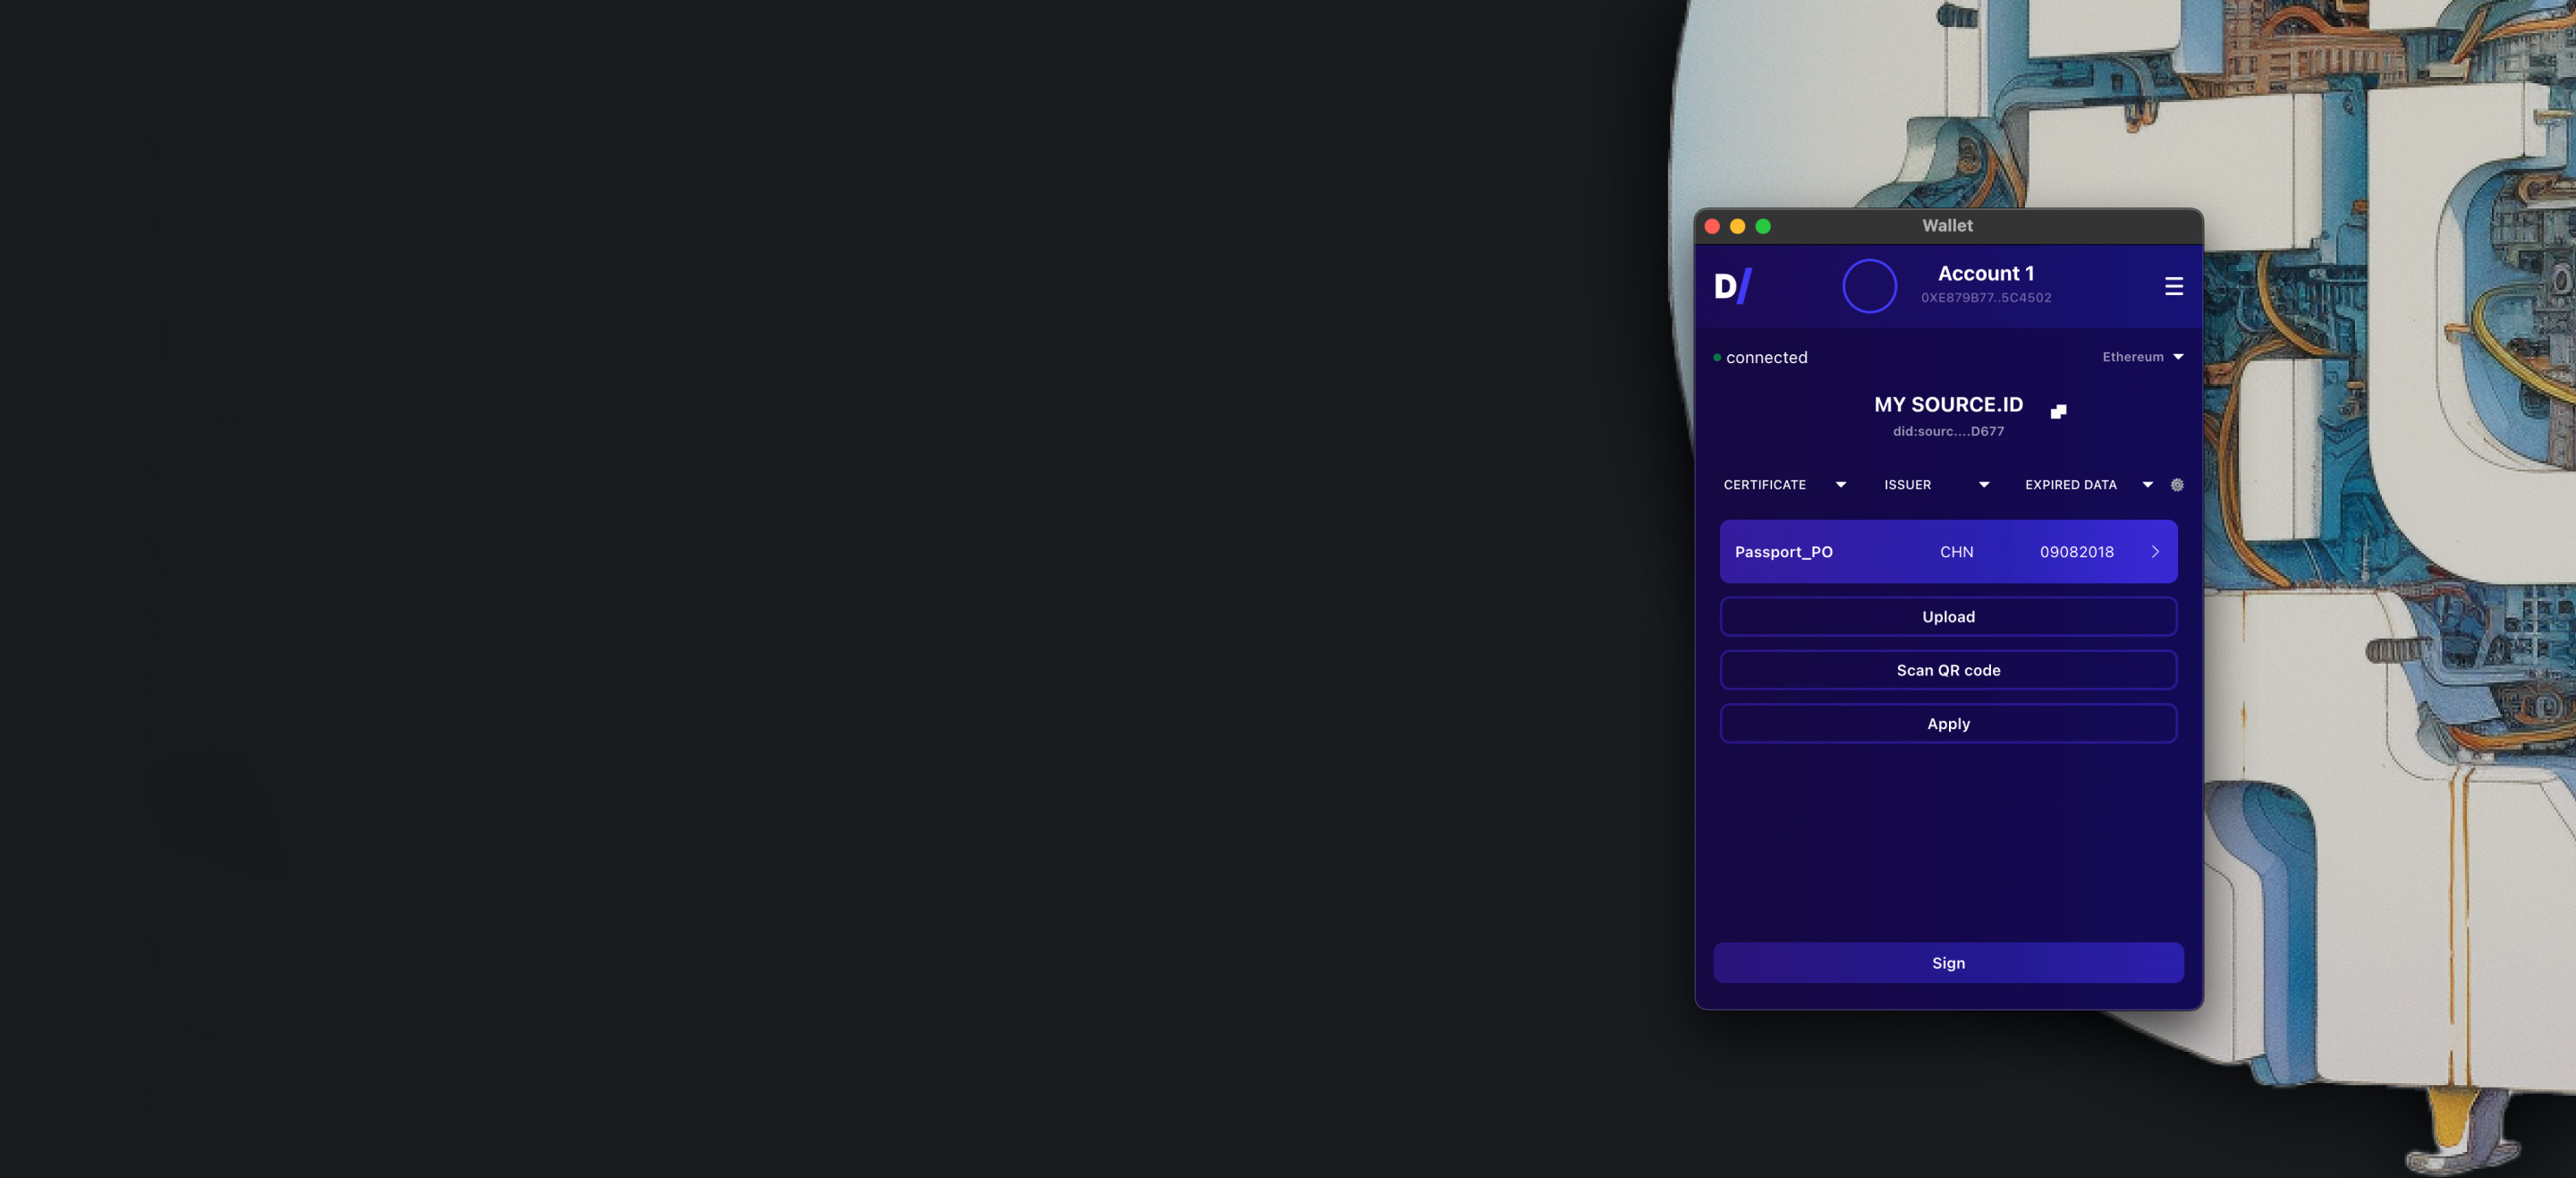 Wallet
D/
Account 1
0XE879B77..5C4502
connected
Ethereum
MY SOURCE.ID
did:sourc....D677
CERTIFICATE ISSUER EXPIRED DATA
Passport_PO CHN 09082018
Upload
Scan QR code
Apply
Sign